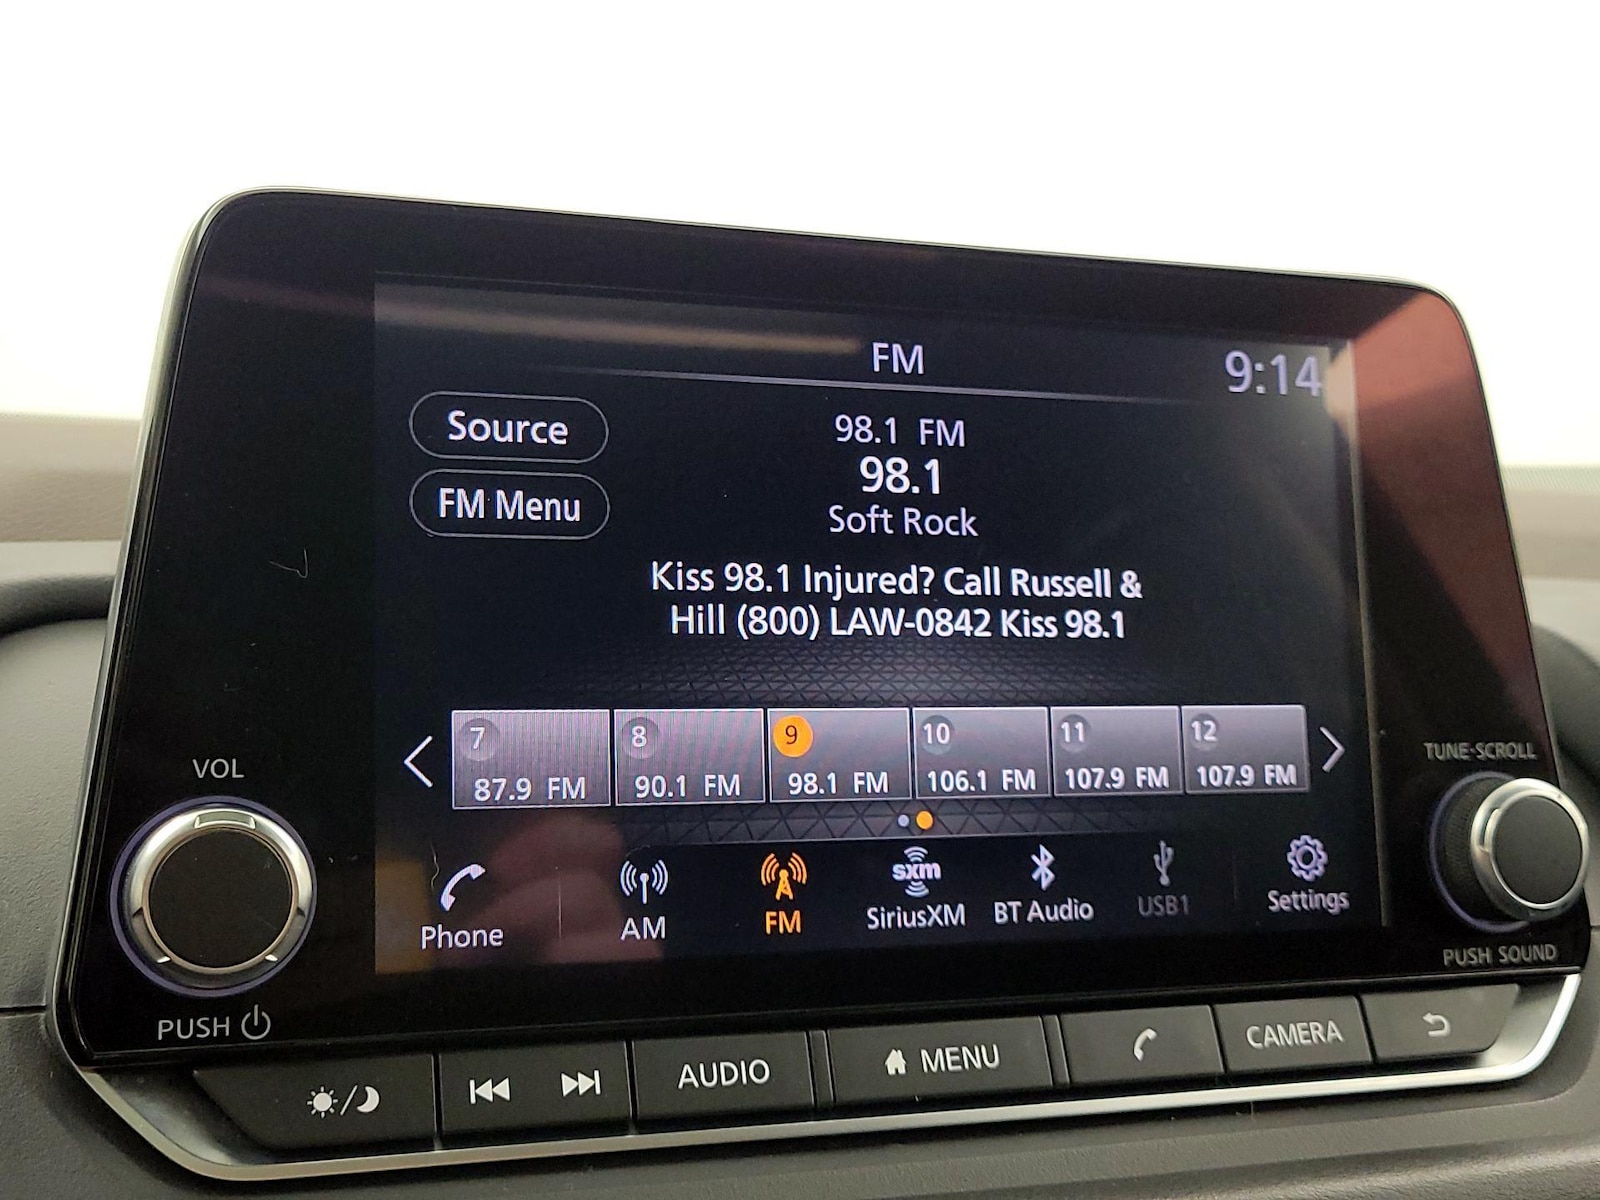 FM
9:14
Source
98.1 FM
98.1
FM Menu
Soft Rock
Kiss 98.1 Injured? Call Russell &
Hill (800) LAW-0842 Kiss 98.1
7 8 9 10 11 12
87.9 FM 90.1 FM 98.1 FM 106.1 FM 107.9 FM 107.9 FM
sxm
Phone AM FM SiriusXM BT Audio USB1 Settings
VOL
PUSH
TUNE·SCROLL
PUSH SOUND
AUDIO MENU CAMERA